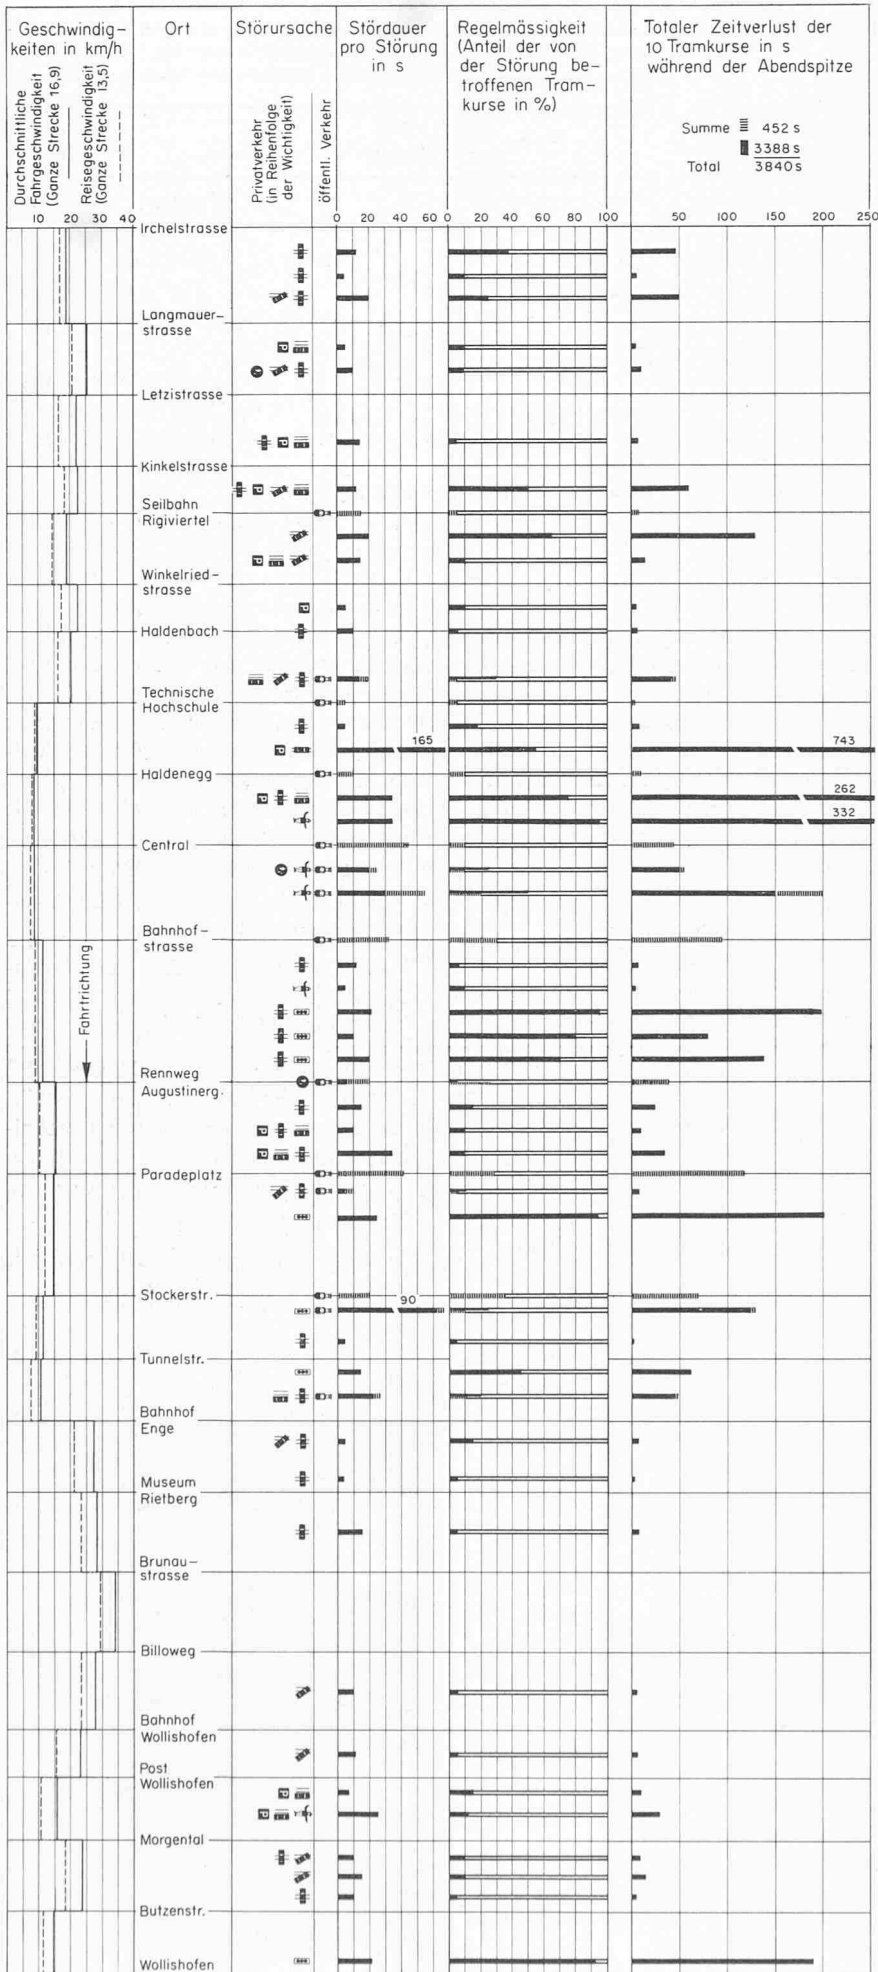 Geschwindig-
keiten in km/h
Durchschnittliche
Fahrgeschwindigkeit
(Ganze Strecke 16,9)
Reisegeschwindigkeit
(Ganze Strecke 13,5)
10 20 30 40
Ort
Störursache
Privatverkehr
(in Reihenfolge
der Wichtigkeit)
öffentl. Verkehr
Stördauer
pro Störung
in s
0 20 40 60
Regelmässigkeit
(Anteil der von
der Störung be-
troffenen Tram-
kurse in %)
0 20 40 60 80 100
Totaler Zeitverlust der
10 Tramkurse in s
während der Abendspitze
Summe 452 s
3388 s
Total 3840 s
50 100 150 200 250
Irchelstrasse
Langmauer-
strasse
P
Letzistrasse
P
Kinkelstrasse
P
Seilbahn
Rigiviertel
P
Winkelried-
strasse
P
Haldenbach
Technische
Hochschule
165
743
P
Haldenegg
262
P
332
Central
Bahnhof-
strasse
Fahrtrichtung
Rennweg
Augustinerg.
P
P
Paradeplatz
Stockerstr.
90
Tunnelstr.
Bahnhof
Enge
Museum
Rietberg
Brunau-
strasse
Billoweg
Bahnhof
Wollishofen
Post
Wollishofen
P
P
Morgental
Butzenstr.
Wollishofen